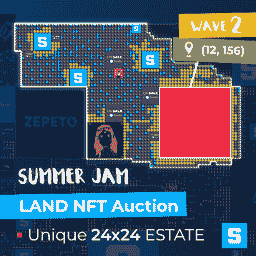 WAVE 2
(12, 156)
S
S
S
S
ZEPETO
SUMMER JAM
LAND NFT Auction
Unique 24x24 ESTATE
S